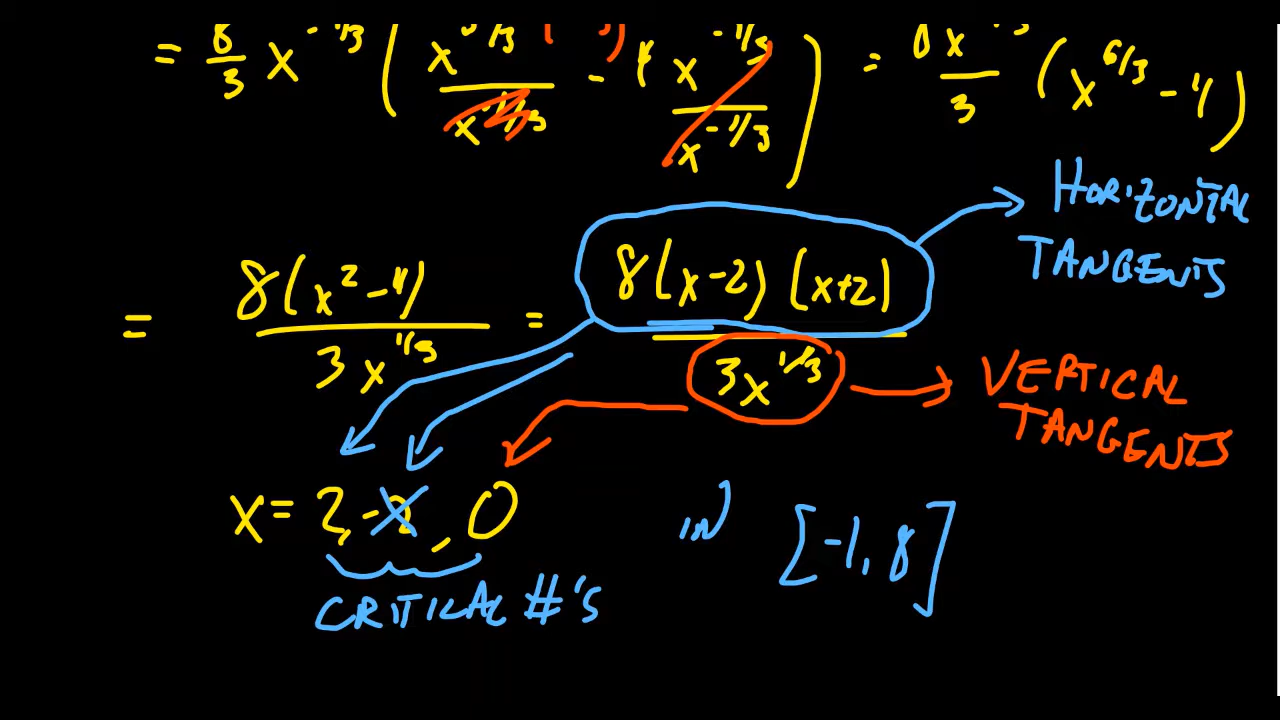 = 8/3 x^-1/3 ( x^5/3 / x^-1/3 - 4 x^-1/3 / x^-1/3 ) = 8x^-1/3 / 3 ( x^6/3 - 4 )
HORIZONTAL
TANGENTS
= 8(x² - 4) / 3x^1/3 = 8(x-2)(x+2) / 3x^1/3
VERTICAL
TANGENTS
x = 2, -2, 0 IN [-1, 8]
CRITICAL #'S